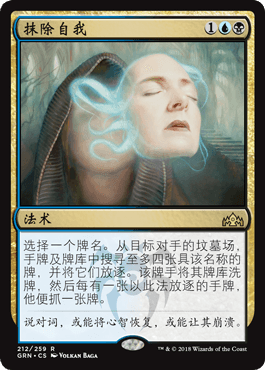 抹除自我 1
法术
选择一个牌名。从目标对手的坟墓场,
手牌及牌库中搜寻至多四张具该名称的
牌,并将它们放逐。该牌手将其牌库洗
牌,然后每有一张以此法放逐的手牌,
他便抓一张牌。
说对词,或能将心智恢复,或能让其崩溃。
212/259 R
GRN • CS VOLKAN BAGA
™ & © 2018 Wizards of the Coast